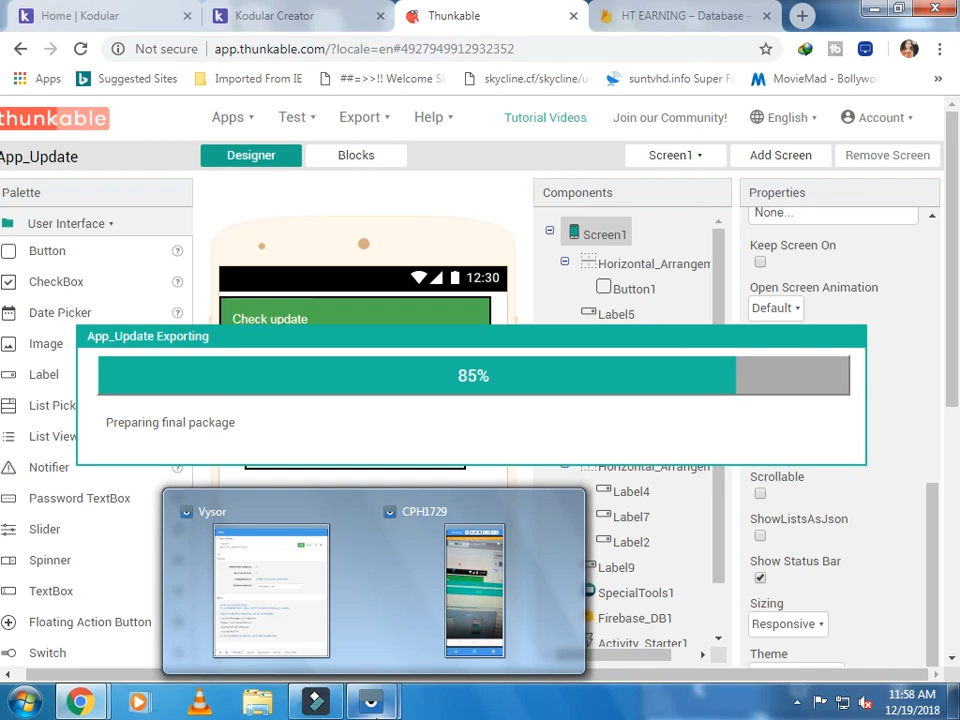 Home | Kodular
Kodular Creator
Thunkable
HT EARNING – Database -
Not secure
app.thunkable.com/?locale=en#4927949912932352
Apps
Suggested Sites
Imported From IE
##=>>!! Welcome S
skycline.cf/skycline/u
suntvhd.info Super F
MovieMad - Bollyw
»
thunkable
Apps
Test
Export
Help
Tutorial Videos
Join our Community!
English
Account
App_Update
Designer
Blocks
Screen1
Add Screen
Remove Screen
Palette
Components
Properties
User Interface
Button
CheckBox
Date Picker
Image
Label
List Pick
List View
Notifier
Password TextBox
Slider
Spinner
TextBox
Floating Action Button
Switch
12:30
Check update
Screen1
Horizontal_Arrangem
Button1
Label5
None...
Keep Screen On
Open Screen Animation
Default
App_Update Exporting
85%
Preparing final package
Horizontal_Arrangem
Label4
Label7
Label2
Label9
SpecialTools1
Firebase_DB1
Activity_Starter1
Scrollable
ShowListsAsJson
Show Status Bar
Sizing
Responsive
Theme
Vysor
CPH1729
11:58 AM
12/19/2018